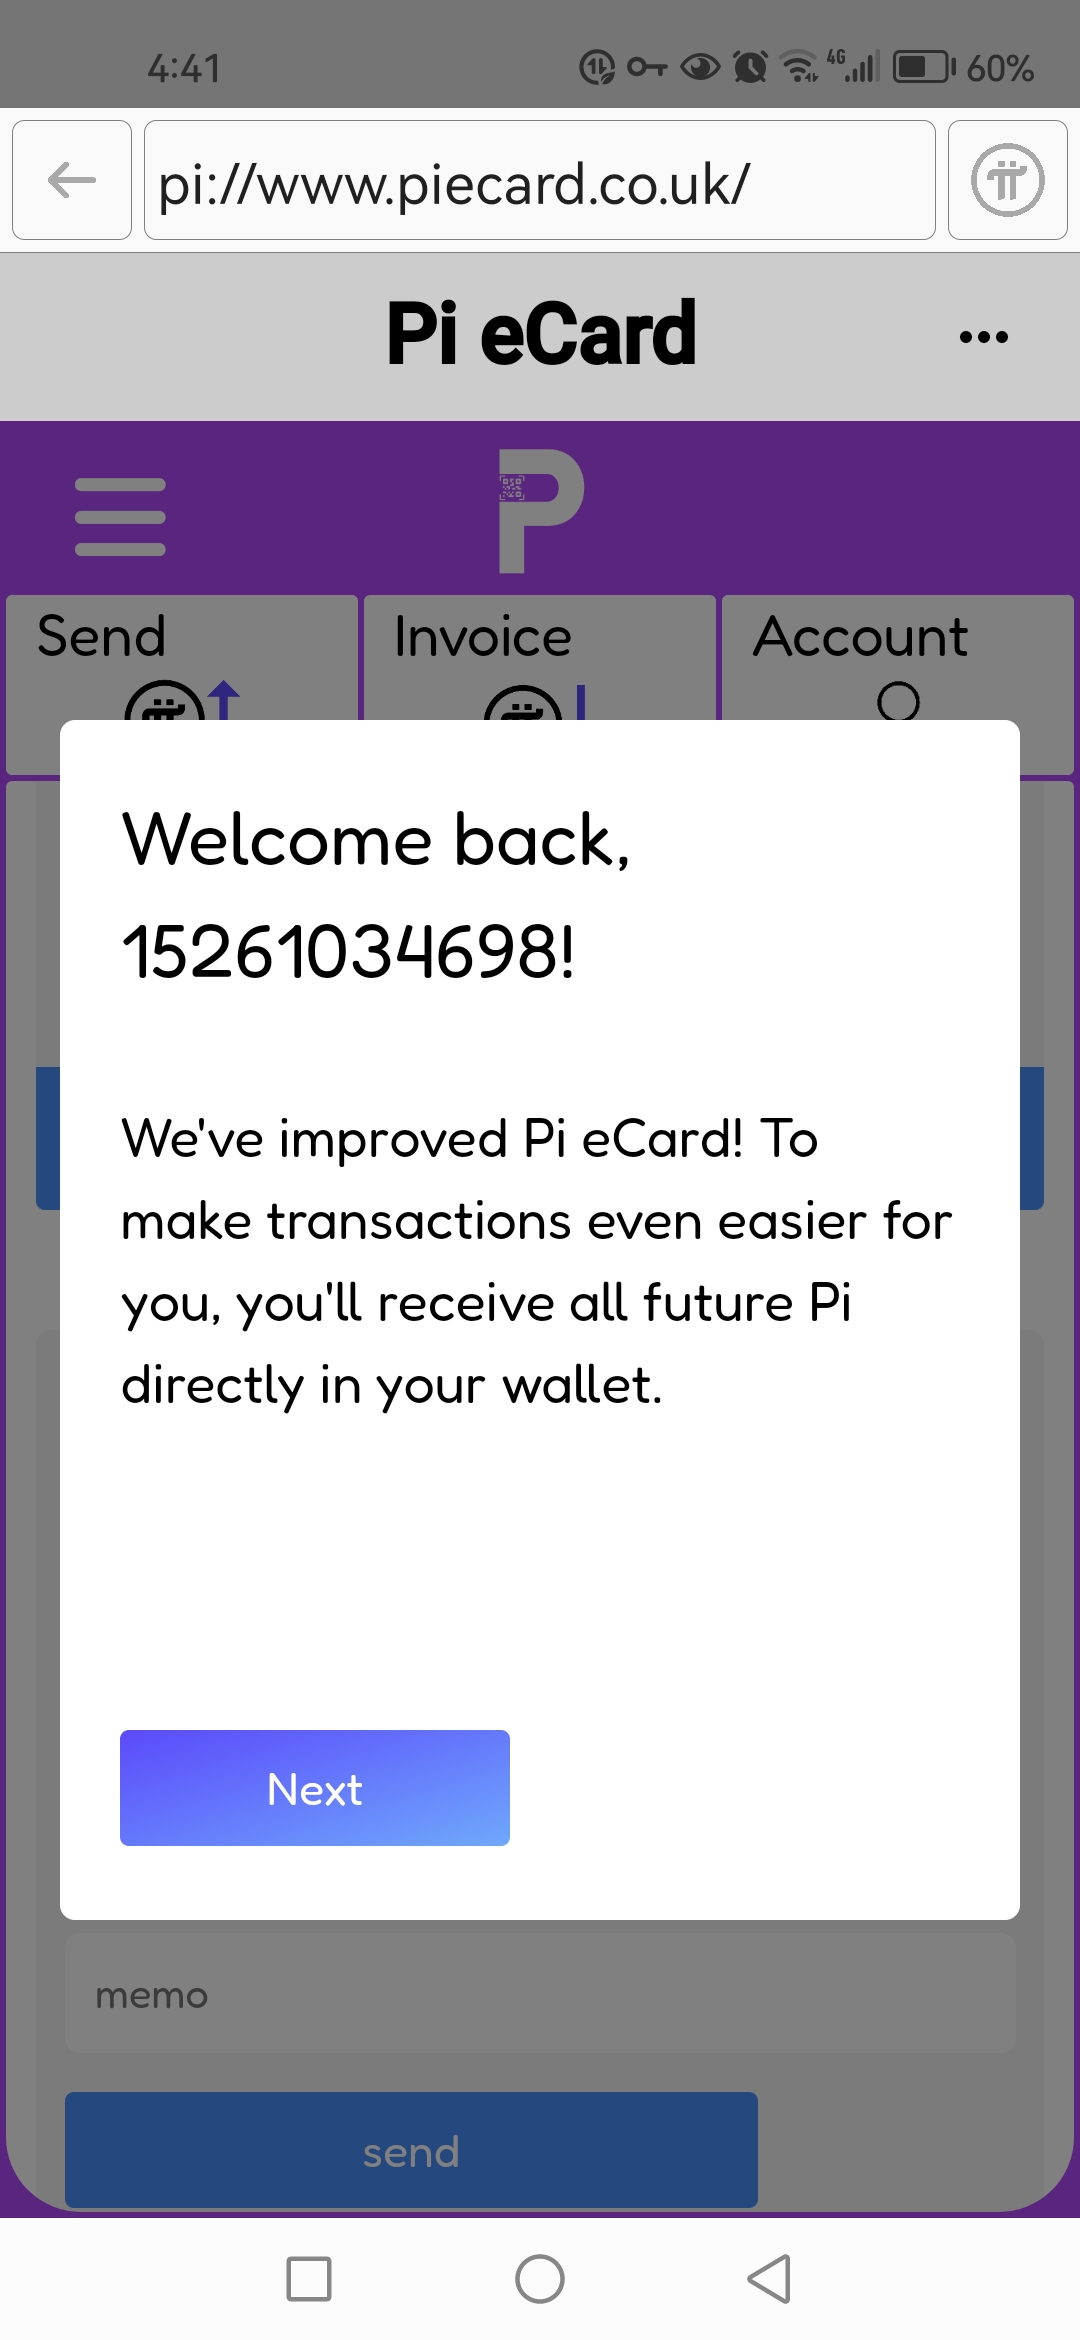 4:41
4G
60%
pi://www.piecard.co.uk/
Pi eCard
Send
Invoice
Account
Welcome back,
15261034698!
We've improved Pi eCard! To
make transactions even easier for
you, you'll receive all future Pi
directly in your wallet.
Next
memo
send